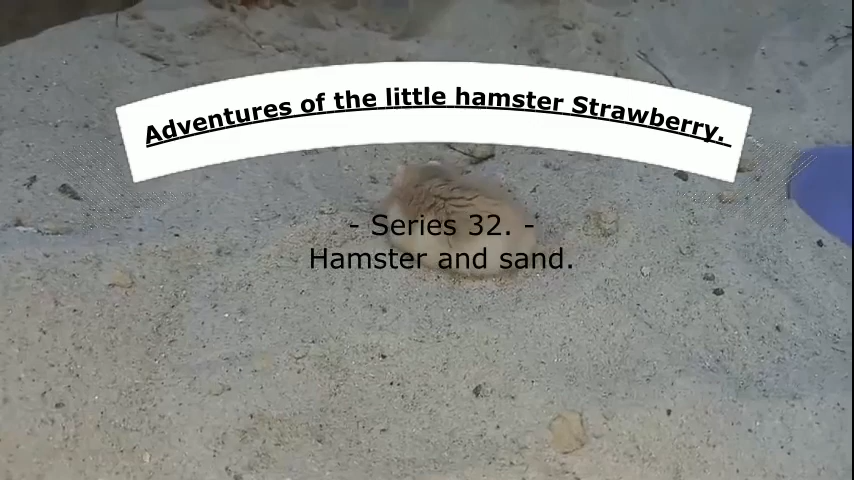 Adventures of the little hamster Strawberry.
- Series 32. -
Hamster and sand.